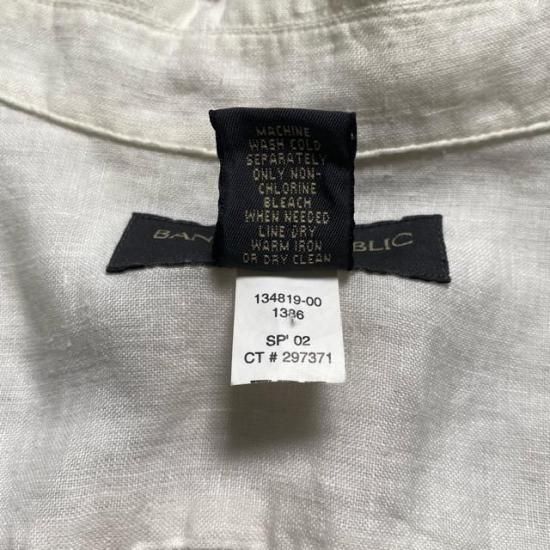 MACHINE
WASH COLD
SEPARATELY
ONLY NON-
CHLORINE
BLEACH
WHEN NEEDED
LINE DRY
WARM IRON
OR DRY CLEAN
BAN BLIC
134819-00
1386
SP' 02
CT # 297371